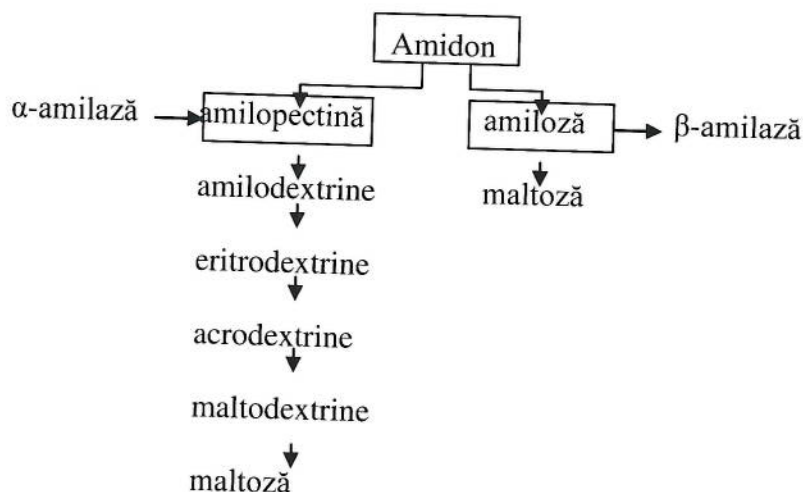 Amidon
α-amilază
amilopectină
amiloză
β-amilază
amilodextrine
maltoză
eritrodextrine
acrodextrine
maltodextrine
maltoză